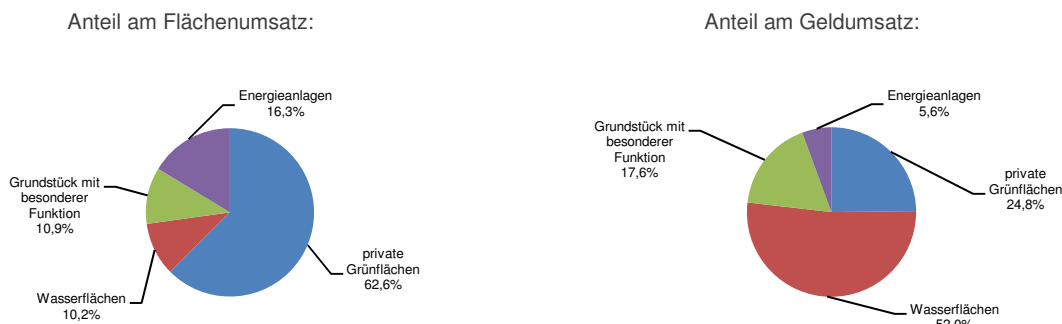 Anteil am Flächenumsatz:
Energieanlagen
16,3%
Grundstück mit
besonderer
Funktion
10,9%
private
Grünflächen
62,6%
Wasserflächen
10,2%
Anteil am Geldumsatz:
Energieanlagen
5,6%
Grundstück mit
besonderer
Funktion
17,6%
private
Grünflächen
24,8%
Wasserflächen